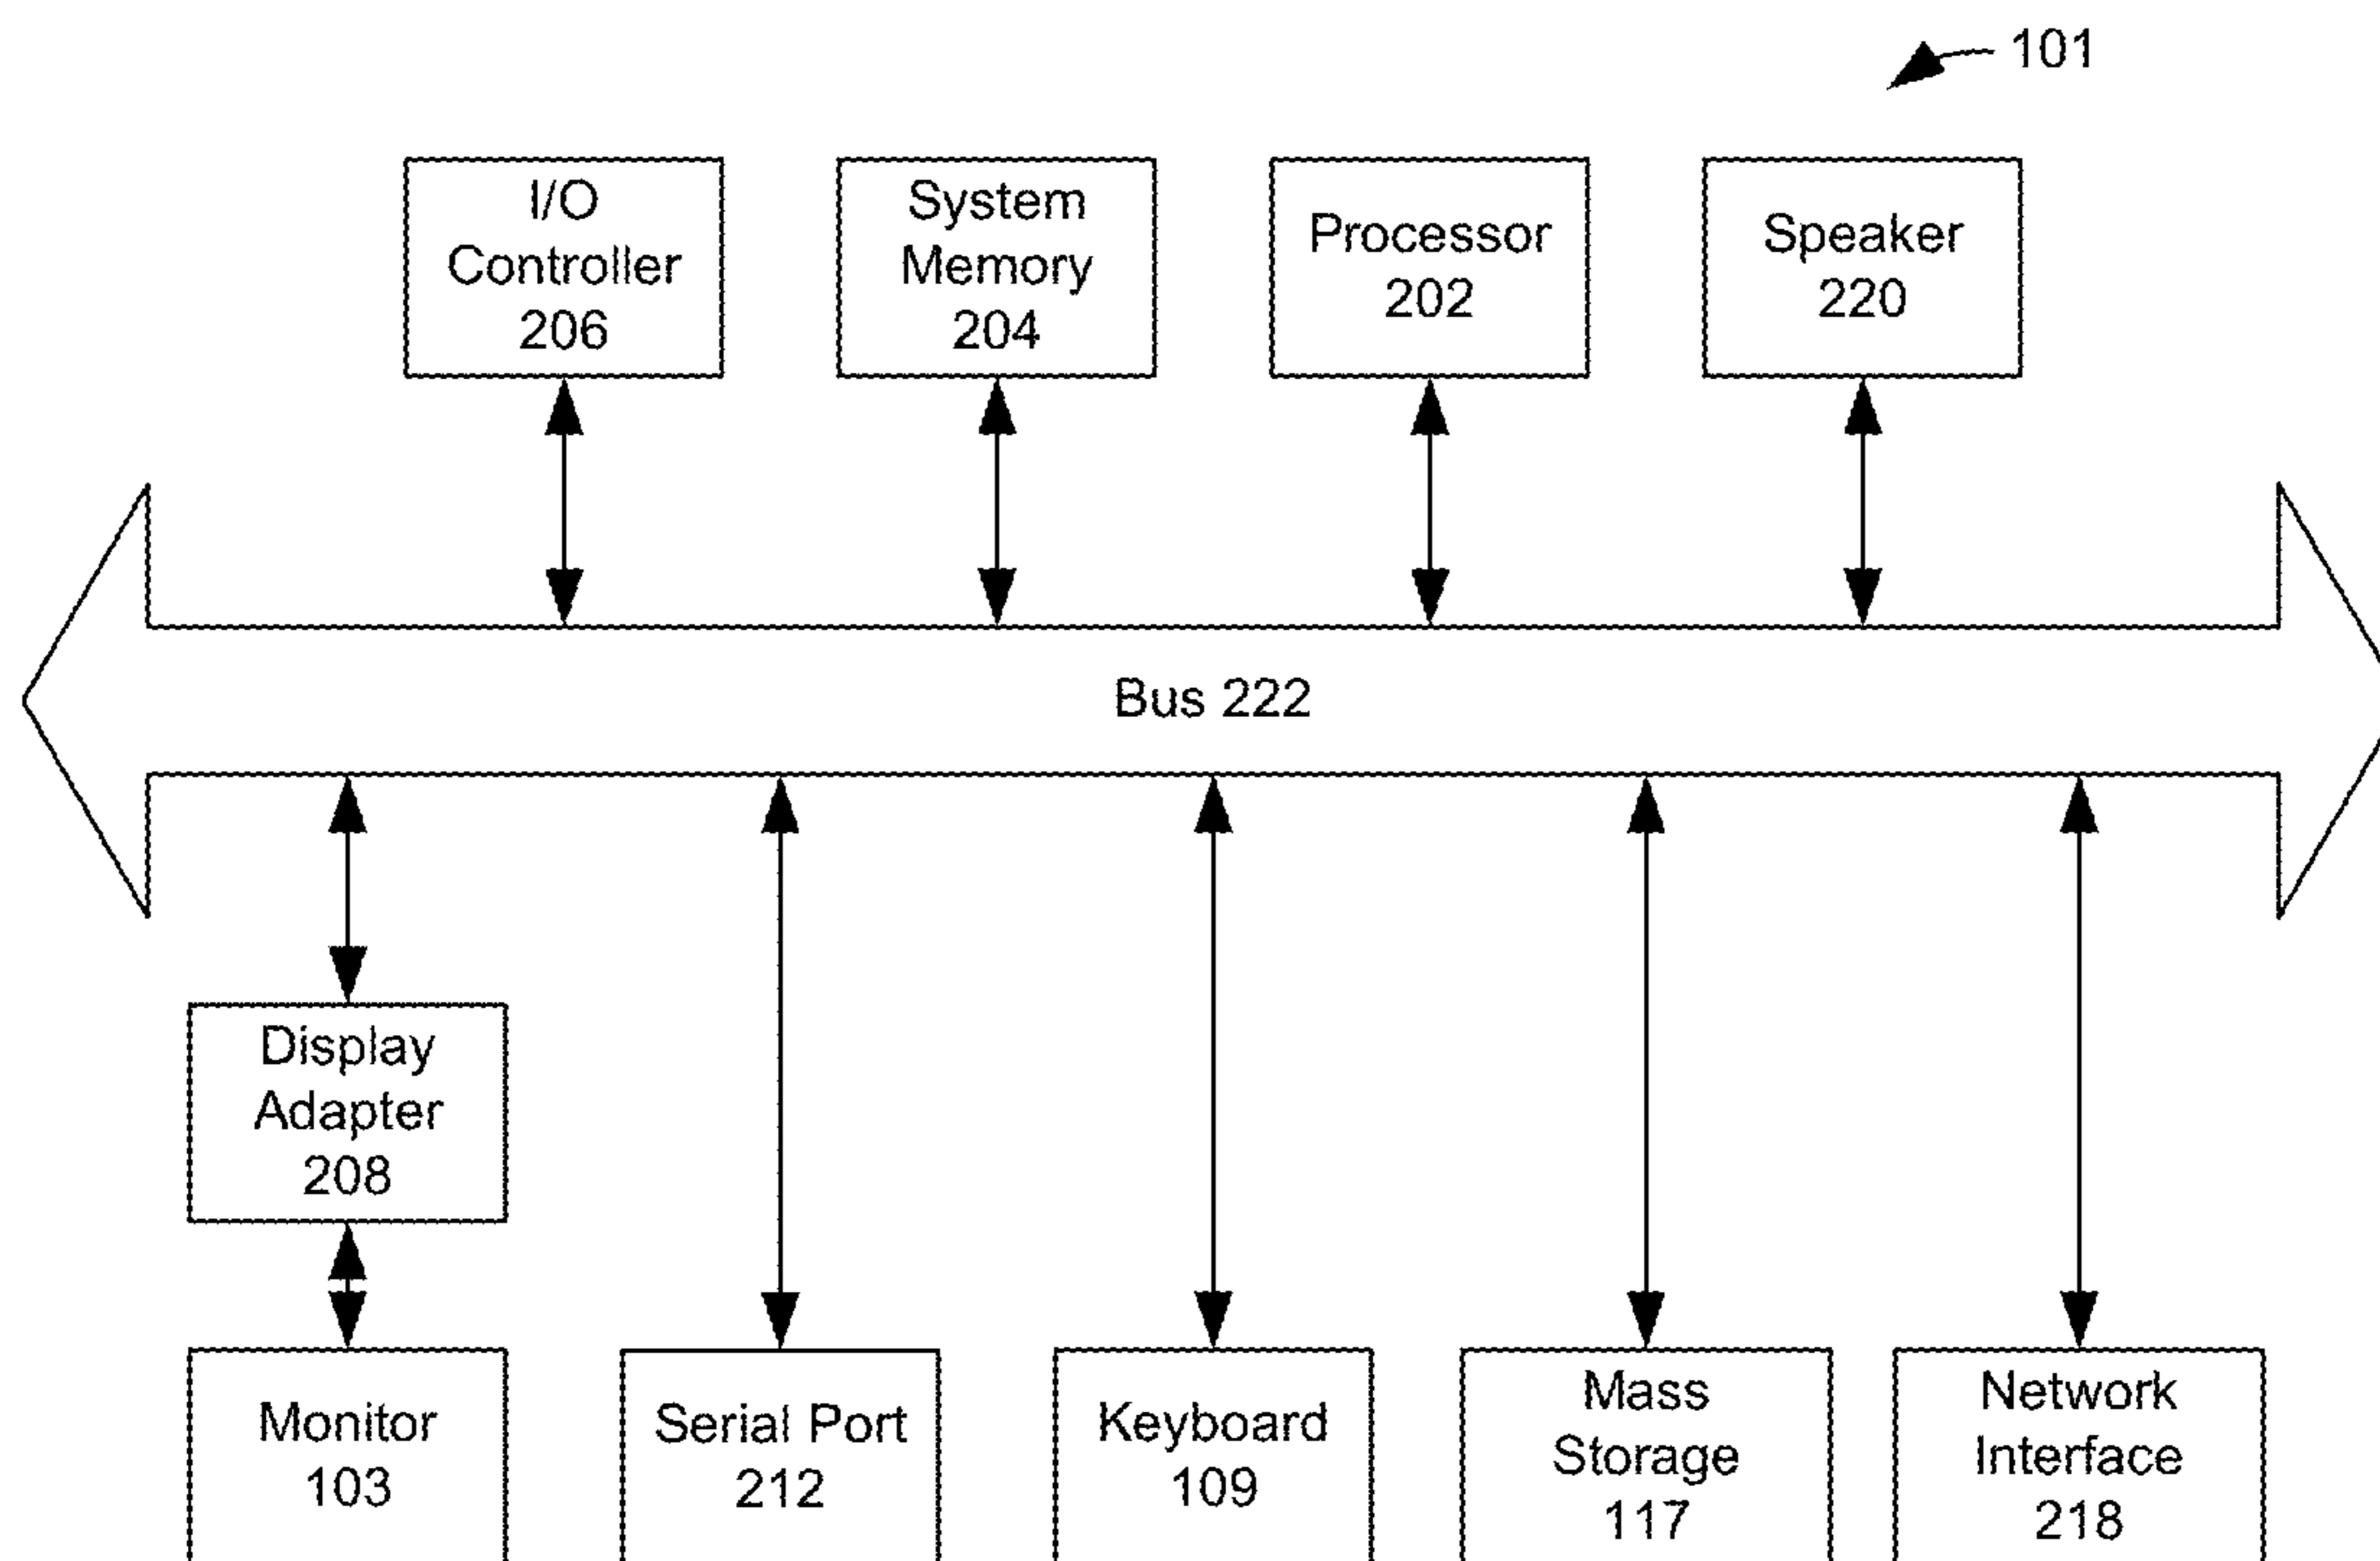 101
I/O
Controller
206
System
Memory
204
Processor
202
Speaker
220
Bus 222
Display
Adapter
208
Monitor
103
Serial Port
212
Keyboard
109
Mass
Storage
117
Network
Interface
218